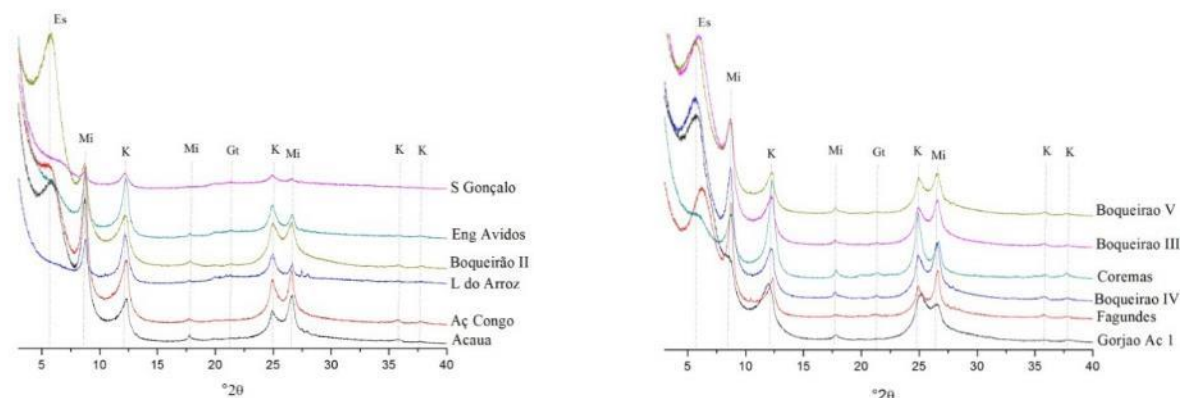 Es
Mi
K
Mi
Gt
K
Mi
K
K
S Gonçalo
Eng Avidos
Boqueirão II
L do Arroz
Aç Congo
Acaua
5 10 15 20 25 30 35 40
°2θ
Es
Mi
K
Mi
Gt
K
Mi
K
K
Boqueirao V
Boqueirao III
Coremas
Boqueirao IV
Fagundes
Gorjao Ac 1
5 10 15 20 25 30 35 40
°2θ